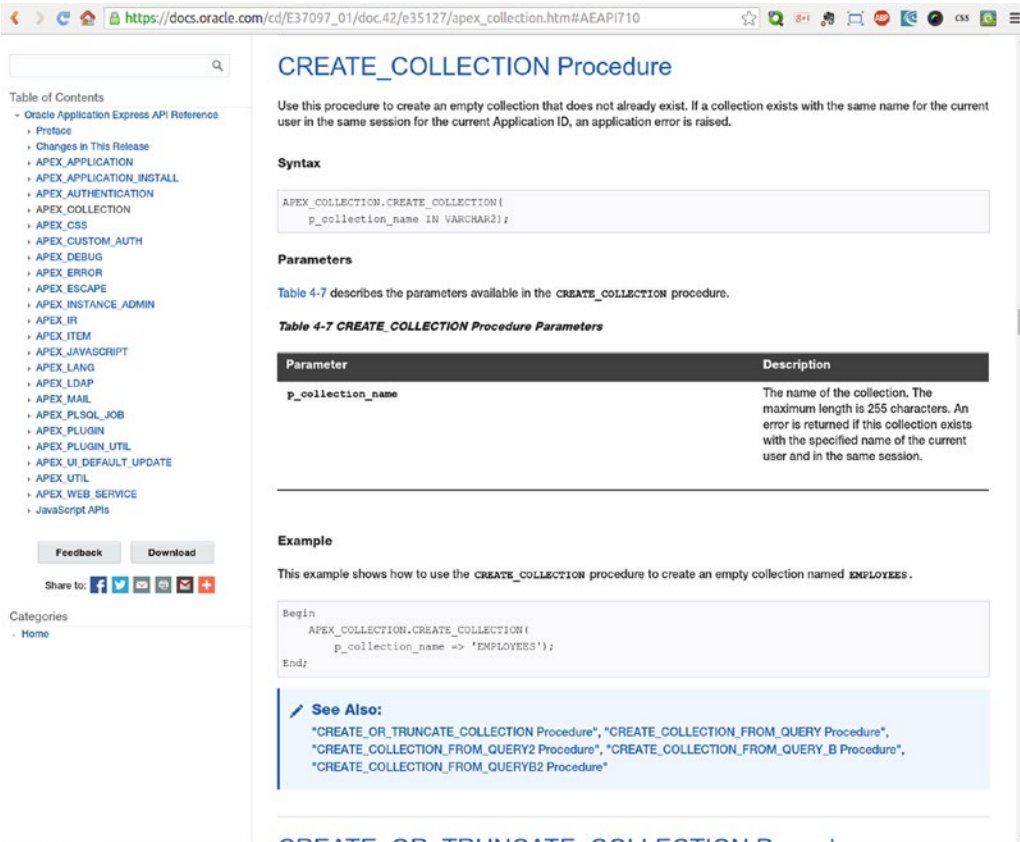 https://docs.oracle.com/cd/E37097_01/doc.42/e35127/apex_collection.htm#AEAPI710
ABP
css
Table of Contents
Oracle Application Express API Reference
Preface
Changes in This Release
APEX_APPLICATION
APEX_APPLICATION_INSTALL
APEX_AUTHENTICATION
APEX_COLLECTION
APEX_CSS
APEX_CUSTOM_AUTH
APEX_DEBUG
APEX_ERROR
APEX_ESCAPE
APEX_INSTANCE_ADMIN
APEX_IR
APEX_ITEM
APEX_JAVASCRIPT
APEX_LANG
APEX_LDAP
APEX_MAIL
APEX_PLSQL_JOB
APEX_PLUGIN
APEX_PLUGIN_UTIL
APEX_UI_DEFAULT_UPDATE
APEX_UTIL
APEX_WEB_SERVICE
JavaScript APIs
Feedback Download
Share to:
Categories
Home
CREATE_COLLECTION Procedure
Use this procedure to create an empty collection that does not already exist. If a collection exists with the same name for the current
user in the same session for the current Application ID, an application error is raised.
Syntax
APEX_COLLECTION.CREATE_COLLECTION(
p_collection_name IN VARCHAR2);
Parameters
Table 4-7 describes the parameters available in the CREATE_COLLECTION procedure.
Table 4-7 CREATE_COLLECTION Procedure Parameters
Parameter Description
p_collection_name The name of the collection. The
maximum length is 255 characters. An
error is returned if this collection exists
with the specified name of the current
user and in the same session.
Example
This example shows how to use the CREATE_COLLECTION procedure to create an empty collection named EMPLOYEES.
Begin
APEX_COLLECTION.CREATE_COLLECTION(
p_collection_name => 'EMPLOYEES');
End;
See Also:
"CREATE_OR_TRUNCATE_COLLECTION Procedure", "CREATE_COLLECTION_FROM_QUERY Procedure",
"CREATE_COLLECTION_FROM_QUERY2 Procedure", "CREATE_COLLECTION_FROM_QUERY_B Procedure",
"CREATE_COLLECTION_FROM_QUERYB2 Procedure"